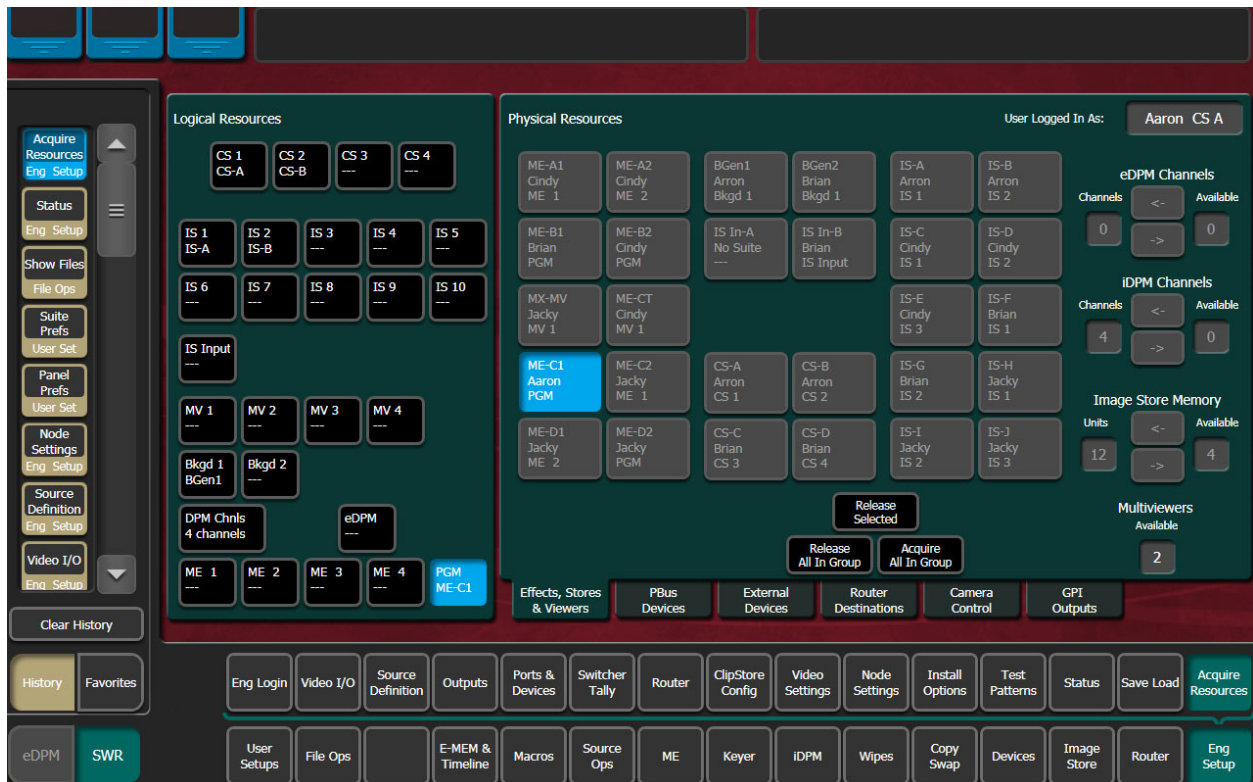 Acquire
Resources
Eng Setup
Status
Eng Setup
Show Files
File Ops
Suite
Prefs
User Set
Panel
Prefs
User Set
Node
Settings
Eng Setup
Source
Definition
Eng Setup
Video I/O
Eng Setup
Clear History
History
Favorites
eDPM
SWR
Logical Resources
CS 1
CS-A
CS 2
CS-B
CS 3
---
CS 4
---
IS 1
IS-A
IS 2
IS-B
IS 3
---
IS 4
---
IS 5
---
IS 6
---
IS 7
---
IS 8
---
IS 9
---
IS 10
---
IS Input
---
MV 1
---
MV 2
---
MV 3
---
MV 4
---
Bkgd 1
BGen1
Bkgd 2
---
DPM Chnls
4 channels
eDPM
---
ME 1
---
ME 2
---
ME 3
---
ME 4
---
PGM
ME-C1
Physical Resources
User Logged In As:
Aaron CS A
ME-A1
Cindy
ME 1
ME-A2
Cindy
ME 2
BGen1
Arron
Bkgd 1
BGen2
Brian
Bkgd 1
IS-A
Arron
IS 1
IS-B
Arron
IS 2
ME-B1
Brian
PGM
ME-B2
Cindy
PGM
IS In-A
No Suite
---
IS In-B
Brian
IS Input
IS-C
Cindy
IS 1
IS-D
Cindy
IS 2
MX-MV
Jacky
MV 1
ME-CT
Cindy
MV 1
IS-E
Cindy
IS 3
IS-F
Brian
IS 1
ME-C1
Aaron
PGM
ME-C2
Jacky
ME 1
CS-A
Arron
CS 1
CS-B
Arron
CS 2
IS-G
Brian
IS 2
IS-H
Jacky
IS 1
ME-D1
Jacky
ME 2
ME-D2
Jacky
PGM
CS-C
Brian
CS 3
CS-D
Brian
CS 4
IS-I
Jacky
IS 2
IS-J
Jacky
IS 3
eDPM Channels
Channels
<-
Available
0
->
0
iDPM Channels
Channels
<-
Available
4
->
0
Image Store Memory
Units
<-
Available
12
->
4
Multiviewers
Available
2
Release
Selected
Release
All In Group
Acquire
All In Group
Effects, Stores
& Viewers
PBus
Devices
External
Devices
Router
Destinations
Camera
Control
GPI
Outputs
Eng Login
Video I/O
Source
Definition
Outputs
Ports &
Devices
Switcher
Tally
Router
ClipStore
Config
Video
Settings
Node
Settings
Install
Options
Test
Patterns
Status
Save Load
Acquire
Resources
User
Setups
File Ops
E-MEM &
Timeline
Macros
Source
Ops
ME
Keyer
iDPM
Wipes
Copy
Swap
Devices
Image
Store
Router
Eng
Setup